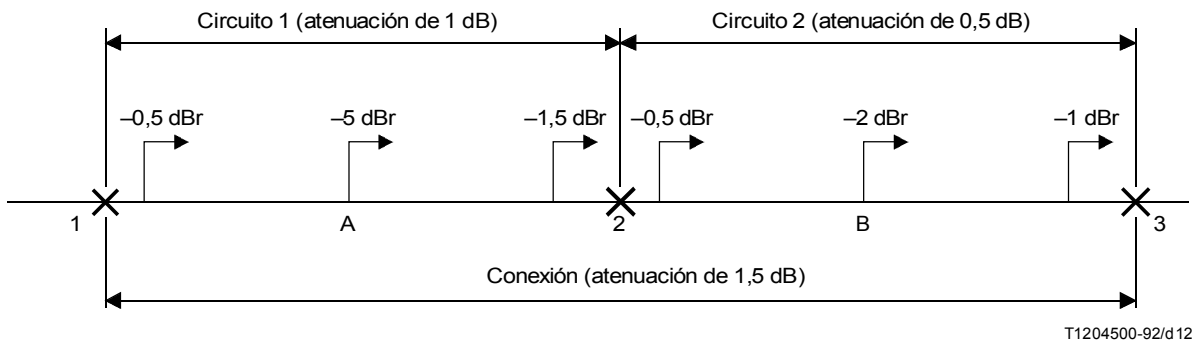 Circuito 1 (atenuación de 1 dB) Circuito 2 (atenuación de 0,5 dB)
–0,5 dBr –5 dBr –1,5 dBr –0,5 dBr –2 dBr –1 dBr
1 A 2 B 3
Conexión (atenuación de 1,5 dB)
T1204500-92/d12